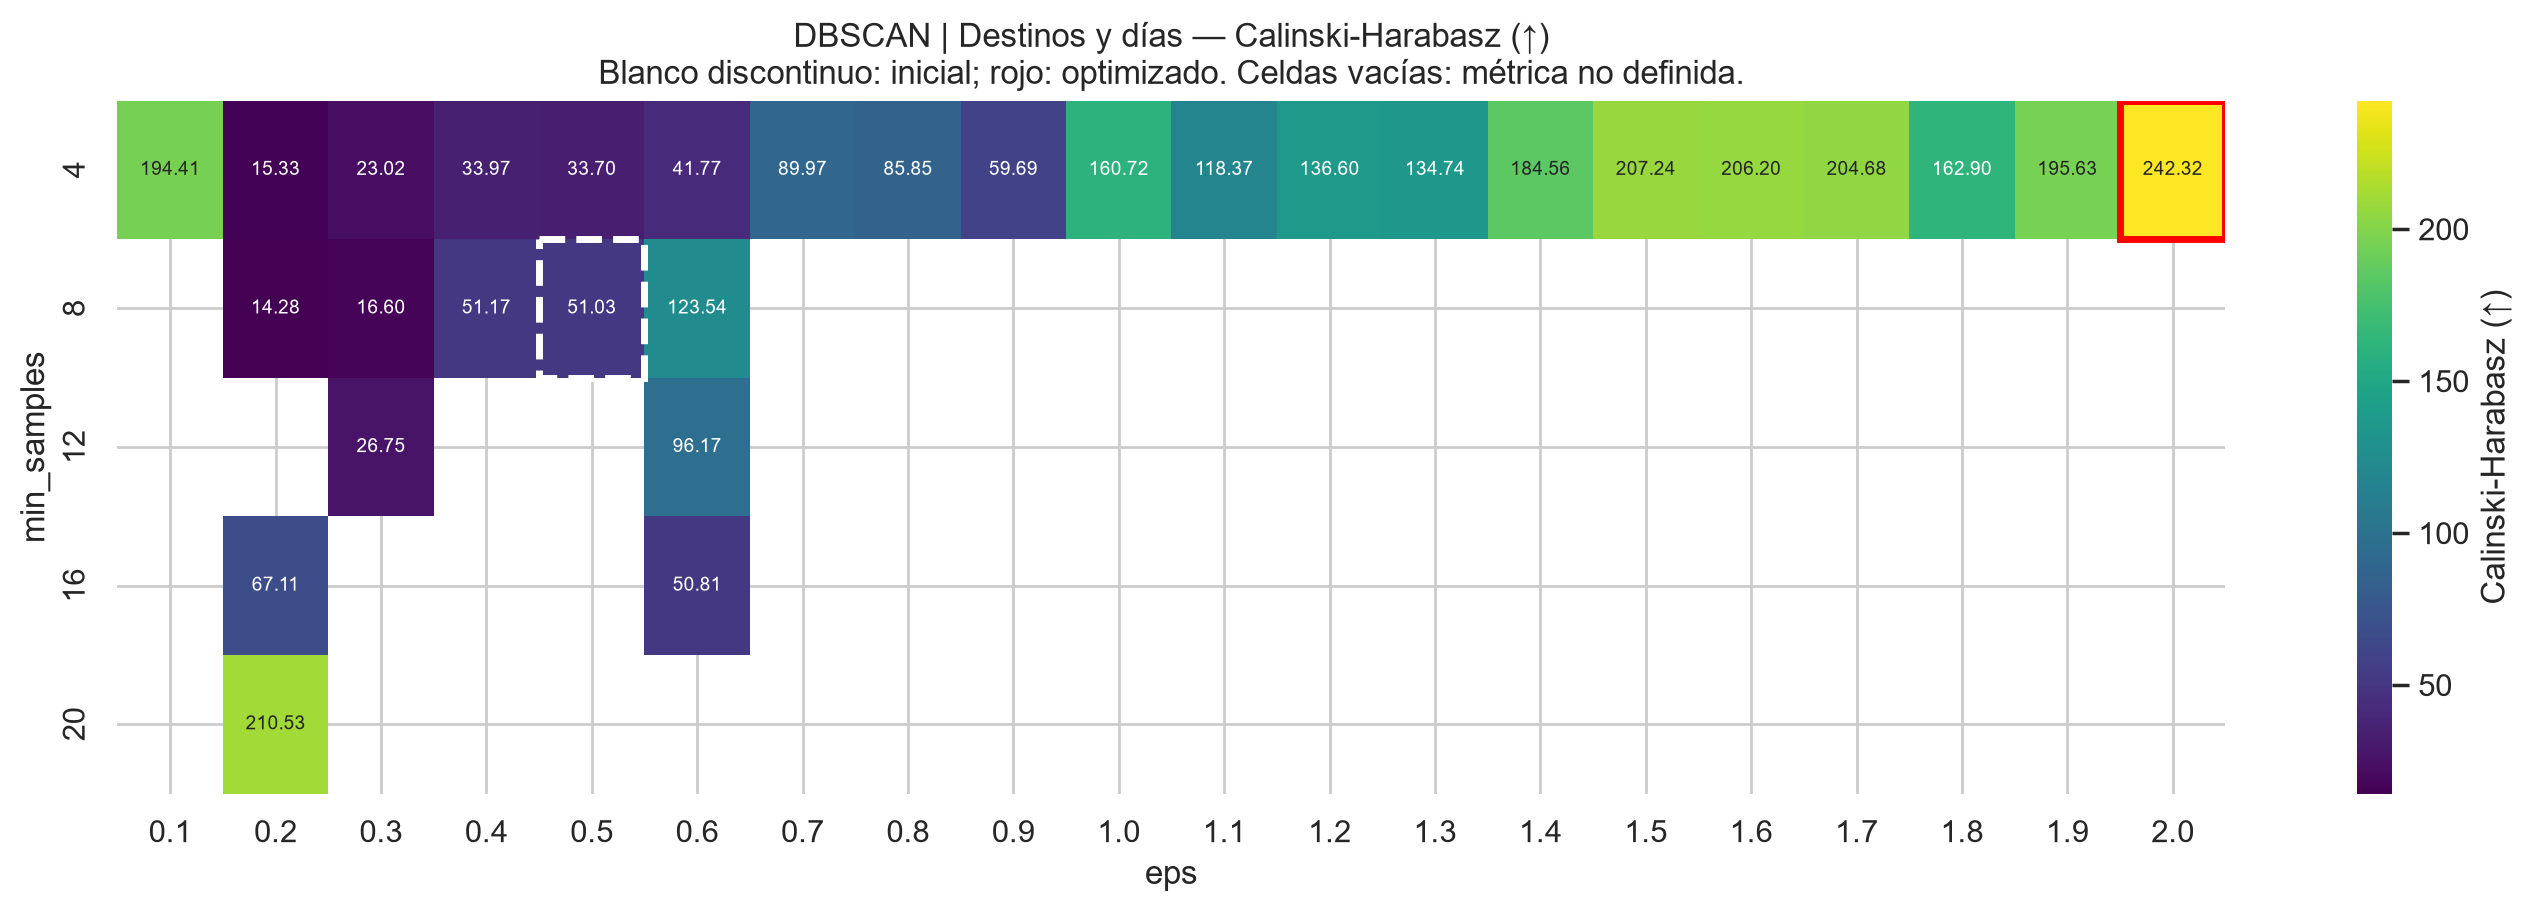 DBSCAN | Destinos y días — Calinski-Harabasz (↑)
Blanco discontinuo: inicial; rojo: optimizado. Celdas vacías: métrica no definida.
4
194.41 15.33 23.02 33.97 33.70 41.77 89.97 85.85 59.69 160.72 118.37 136.60 134.74 184.56 207.24 206.20 204.68 162.90 195.63 242.32
8
14.28 16.60 51.17 51.03 123.54
12
26.75 96.17
16
67.11 50.81
20
210.53
min_samples
0.1 0.2 0.3 0.4 0.5 0.6 0.7 0.8 0.9 1.0 1.1 1.2 1.3 1.4 1.5 1.6 1.7 1.8 1.9 2.0
eps
200
150
100
50
Calinski-Harabasz (↑)